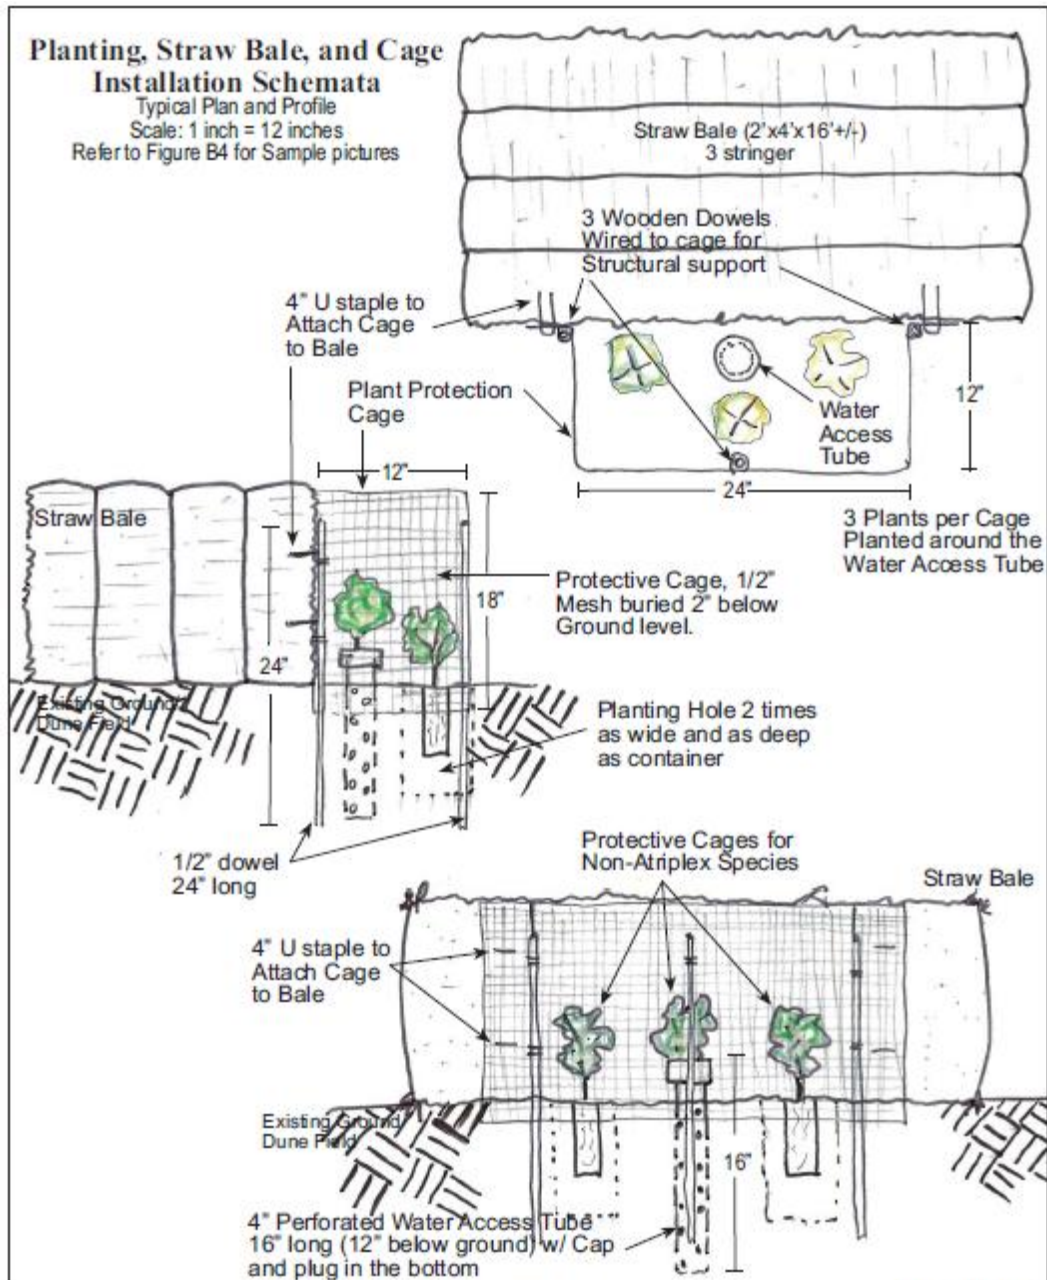 Planting, Straw Bale, and Cage
Installation Schemata
Typical Plan and Profile
Scale: 1 inch = 12 inches
Refer to Figure B4 for Sample pictures
Straw Bale (2'x4'x16'+/-)
3 stringer
3 Wooden Dowels
Wired to cage for
Structural support
4" U staple to
Attach Cage
to Bale
Plant Protection
Cage
Water
Access
Tube
12"
24"
12"
3 Plants per Cage
Planted around the
Water Access Tube
Straw Bale
Protective Cage, 1/2"
Mesh buried 2" below
Ground level.
18"
24"
Existing Ground
Dune Field
Planting Hole 2 times
as wide and as deep
as container
1/2" dowel
24" long
Protective Cages for
Non-Atriplex Species
Straw Bale
4" U staple to
Attach Cage
to Bale
Existing Ground
Dune Field
16"
4" Perforated Water Access Tube
16" long (12" below ground) w/ Cap
and plug in the bottom